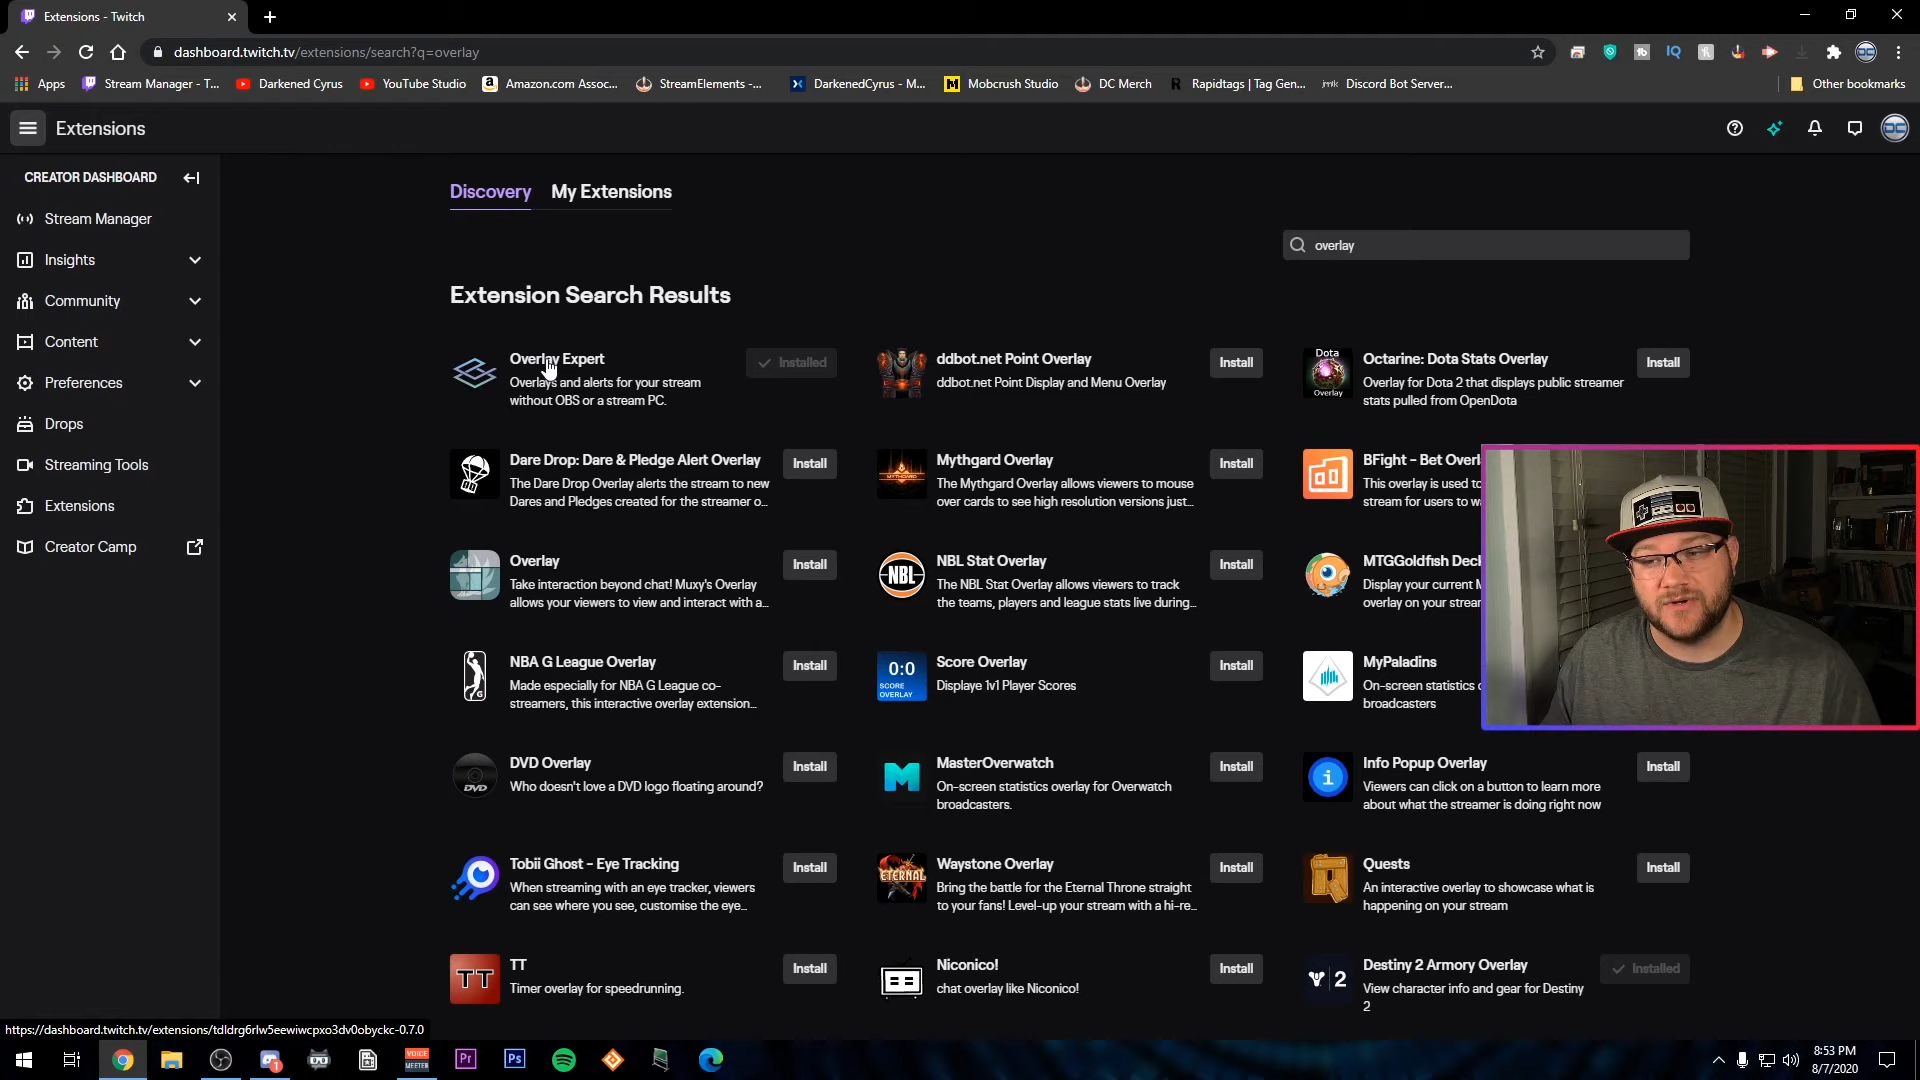 Extensions - Twitch
dashboard.twitch.tv/extensions/search?q=overlay
Apps
Stream Manager - T...
Darkened Cyrus
YouTube Studio
Amazon.com Assoc...
StreamElements -...
DarkenedCyrus - M...
Mobcrush Studio
DC Merch
Rapidtags | Tag Gen...
Discord Bot Server...
Other bookmarks
Extensions
CREATOR DASHBOARD
Stream Manager
Insights
Community
Content
Preferences
Drops
Streaming Tools
Extensions
Creator Camp
Discovery
My Extensions
overlay
Extension Search Results
Overlay Expert
Overlays and alerts for your stream
without OBS or a stream PC.
Installed
ddbot.net Point Overlay
ddbot.net Point Display and Menu Overlay
Install
Dota
Overlay
Octarine: Dota Stats Overlay
Overlay for Dota 2 that displays public streamer
stats pulled from OpenDota
Install
Dare Drop: Dare & Pledge Alert Overlay
The Dare Drop Overlay alerts the stream to new
Dares and Pledges created for the streamer o...
Install
MYTHGARD
Mythgard Overlay
The Mythgard Overlay allows viewers to mouse
over cards to see high resolution versions just...
Install
BFight - Bet Overl
This overlay is used to
stream for users to w
Overlay
Take interaction beyond chat! Muxy's Overlay
allows your viewers to view and interact with a...
Install
NBL
NBL Stat Overlay
The NBL Stat Overlay allows viewers to track
the teams, players and league stats live during...
Install
MTGGoldfish Deck
Display your current M
overlay on your strea
NBA G League Overlay
Made especially for NBA G League co-
streamers, this interactive overlay extension...
Install
0:0
SCORE
OVERLAY
Score Overlay
Displaye 1v1 Player Scores
Install
MyPaladins
On-screen statistics
broadcasters
DVD
DVD Overlay
Who doesn't love a DVD logo floating around?
Install
MasterOverwatch
On-screen statistics overlay for Overwatch
broadcasters.
Install
Info Popup Overlay
Viewers can click on a button to learn more
about what the streamer is doing right now
Install
Tobii Ghost - Eye Tracking
When streaming with an eye tracker, viewers
can see where you see, customise the eye...
Install
ETERNAL
Waystone Overlay
Bring the battle for the Eternal Throne straight
to your fans! Level-up your stream with a hi-re...
Install
Quests
An interactive overlay to showcase what is
happening on your stream
Install
TT
TT
Timer overlay for speedrunning.
Install
Niconico!
chat overlay like Niconico!
Install
2
Destiny 2 Armory Overlay
View character info and gear for Destiny
2
Installed
https://dashboard.twitch.tv/extensions/tdldrg6rlw5eewiwcpxo3dv0obyckc-0.7.0
VOICE
MEETER
Pr
Ps
8:53 PM
8/7/2020